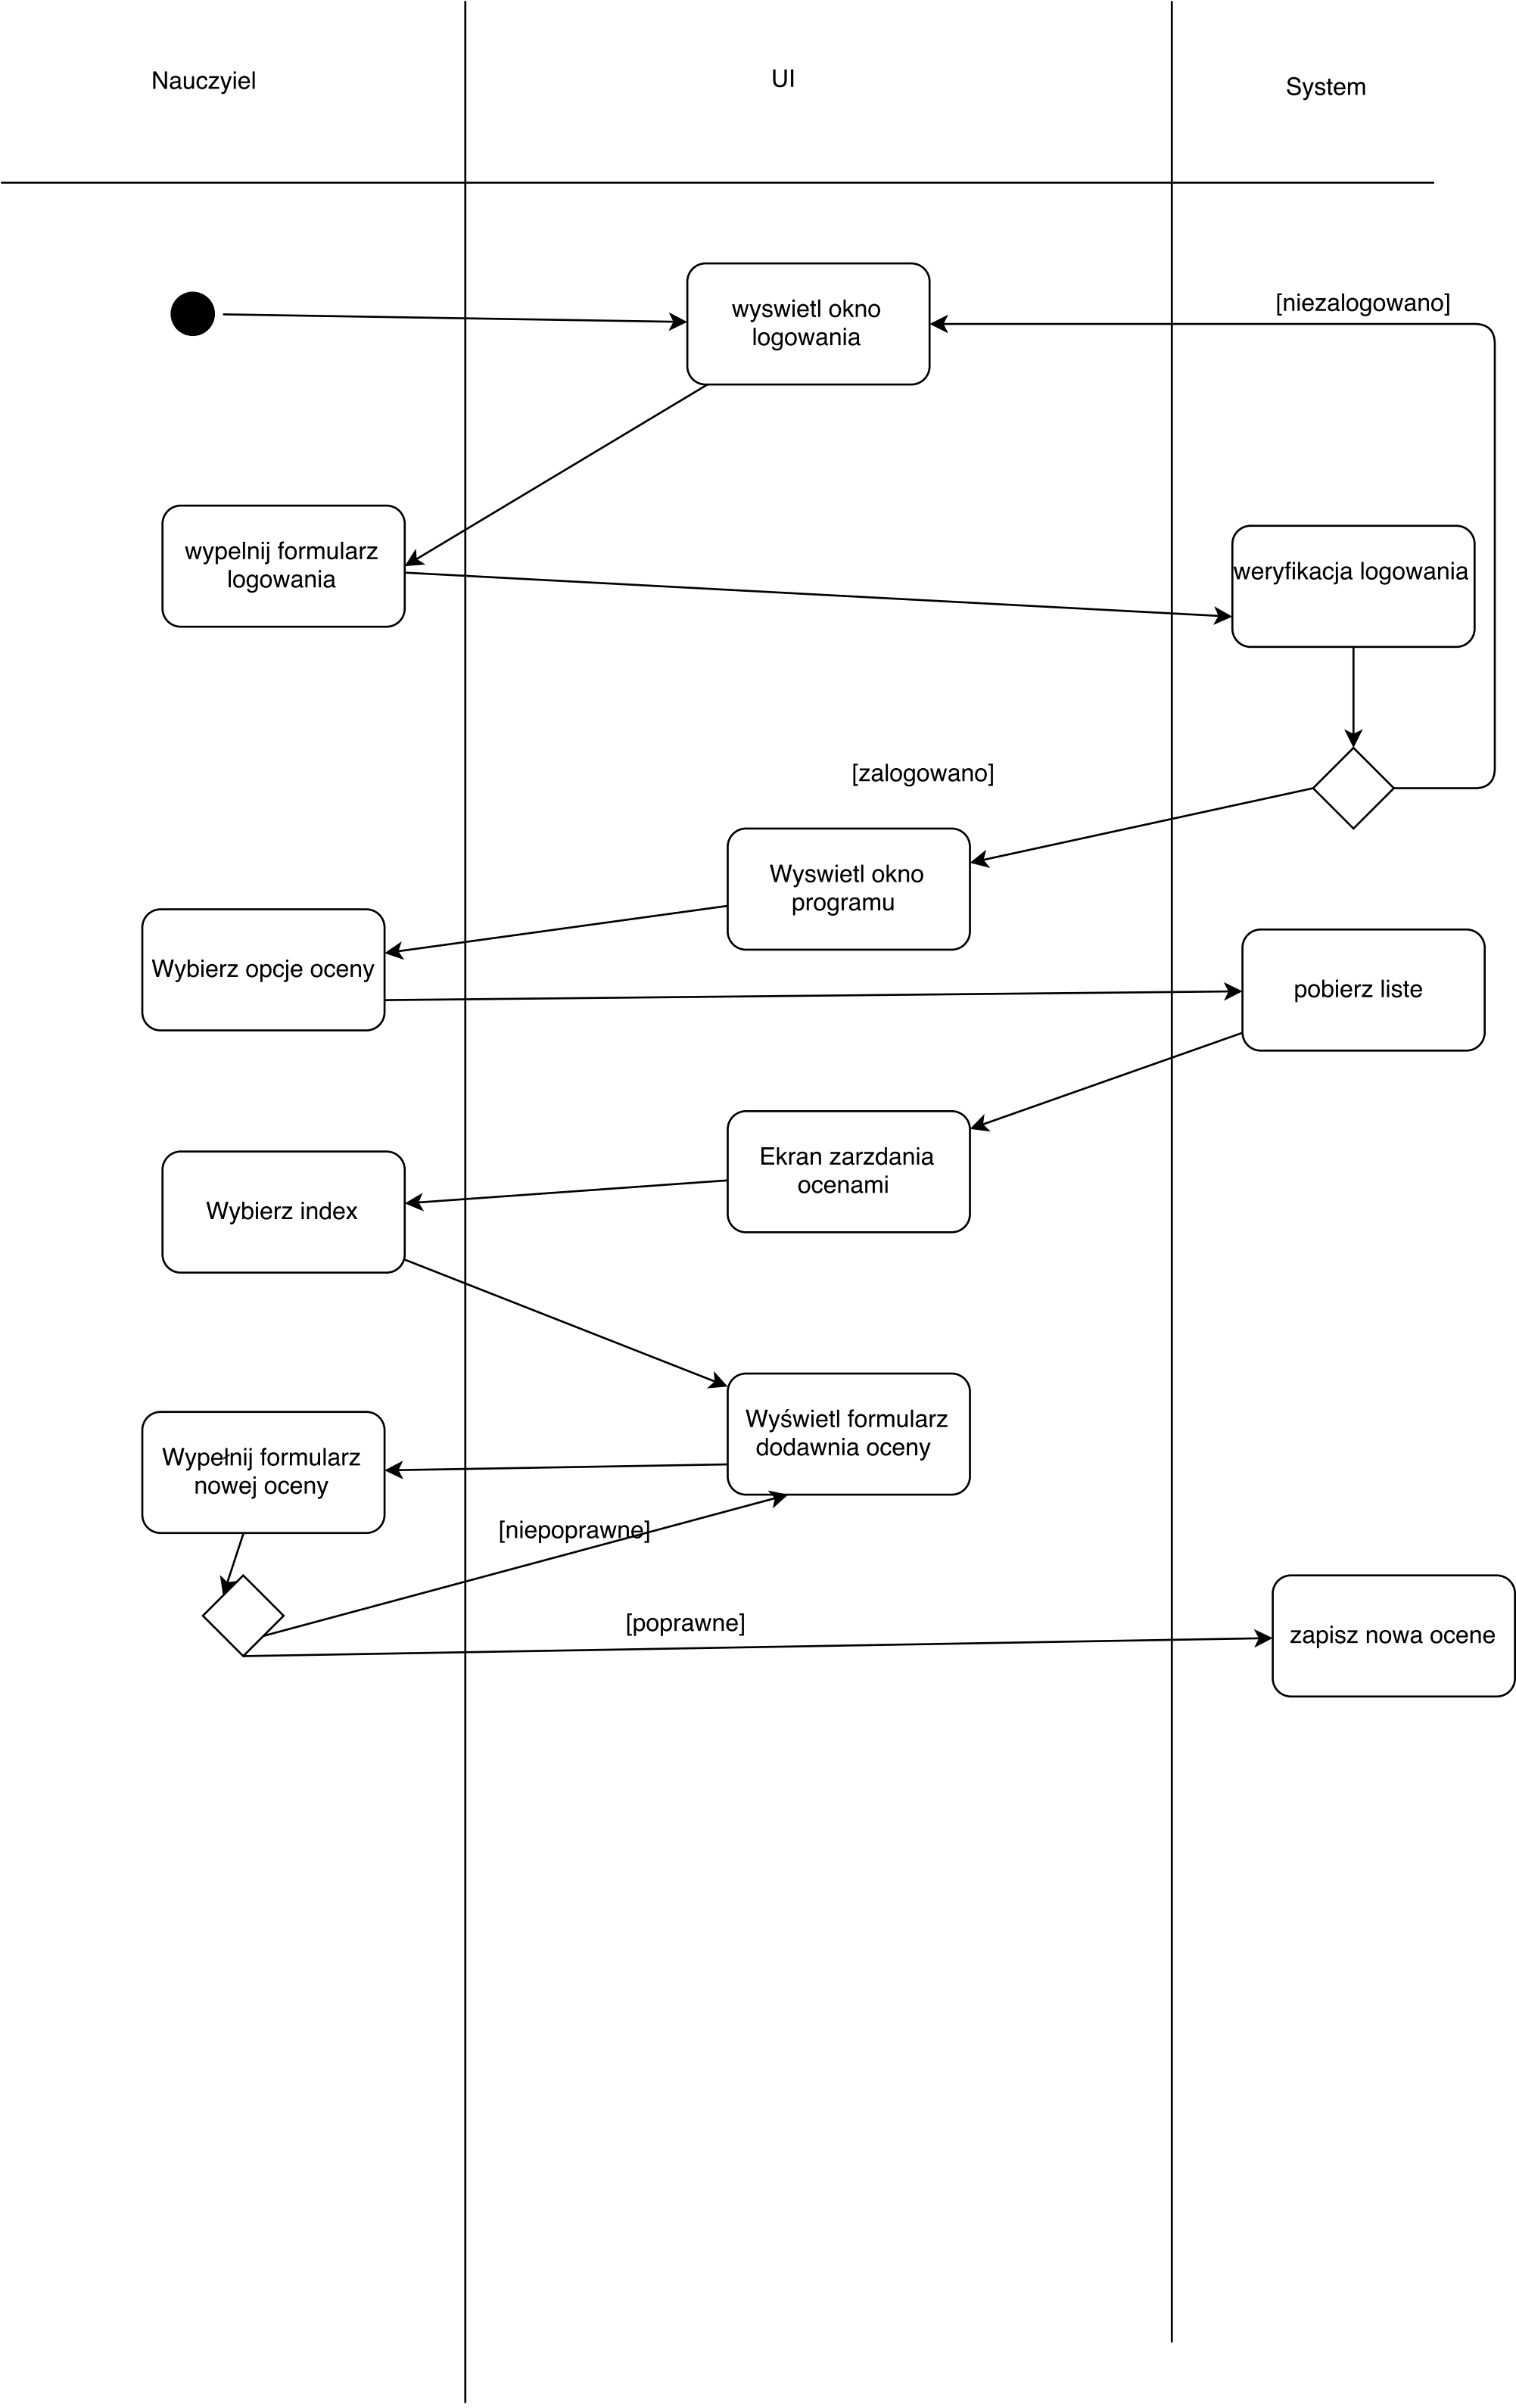 Nauczyiel
UI
System
wyswietl okno
logowania
[niezalogowano]
wypelnij formularz
logowania
weryfikacja logowania
[zalogowano]
Wyswietl okno
programu
Wybierz opcje oceny
pobierz liste
Ekran zarzdania
ocenami
Wybierz index
Wyświetl formularz
dodawnia oceny
Wypełnij formularz
nowej oceny
[niepoprawne]
[poprawne]
zapisz nowa ocene